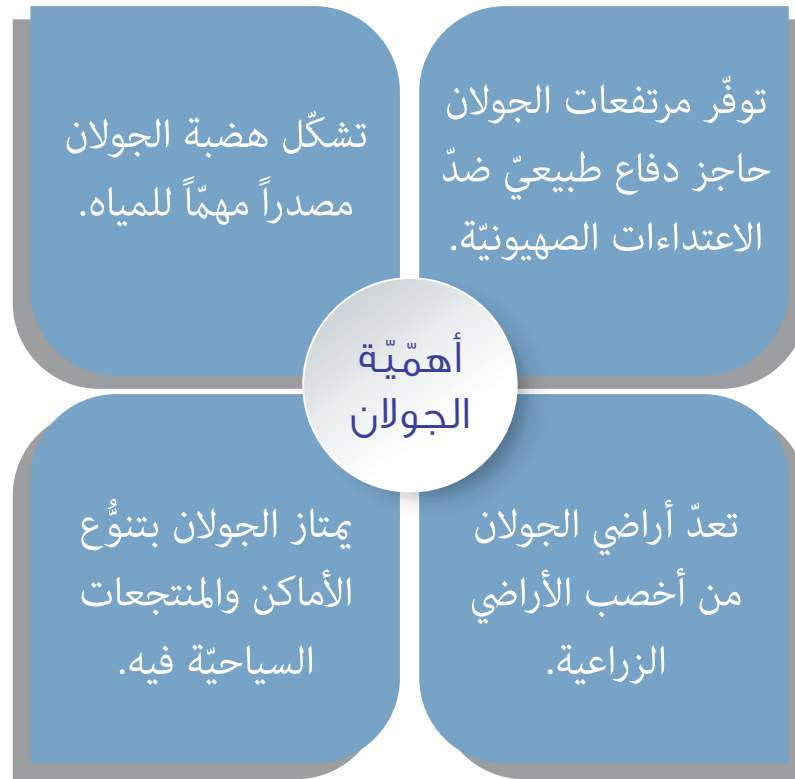 توفّر مرتفعات الجولان
حاجز دفاع طبيعيّ ضدّ
الاعتداءات الصهيونيّة.
تشكّل هضبة الجولان
مصدراً مهمّاً للمياه.
أهمّيّة
الجولان
تعدّ أراضي الجولان
من أخصب الأراضي
الزراعية.
يمتاز الجولان بتنوُّع
الأماكن والمنتجعات
السياحيّة فيه.